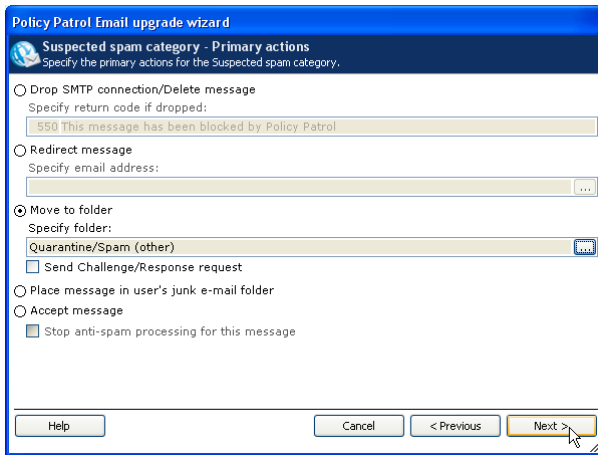 Policy Patrol Email upgrade wizard
Suspected spam category - Primary actions
Specify the primary actions for the Suspected spam category.
Drop SMTP connection/Delete message
Specify return code if dropped:
550 This message has been blocked by Policy Patrol
Redirect message
Specify email address:
...
Move to folder
Specify folder:
Quarantine/Spam (other)
...
Send Challenge/Response request
Place message in user's junk e-mail folder
Accept message
Stop anti-spam processing for this message
Help Cancel < Previous Next >